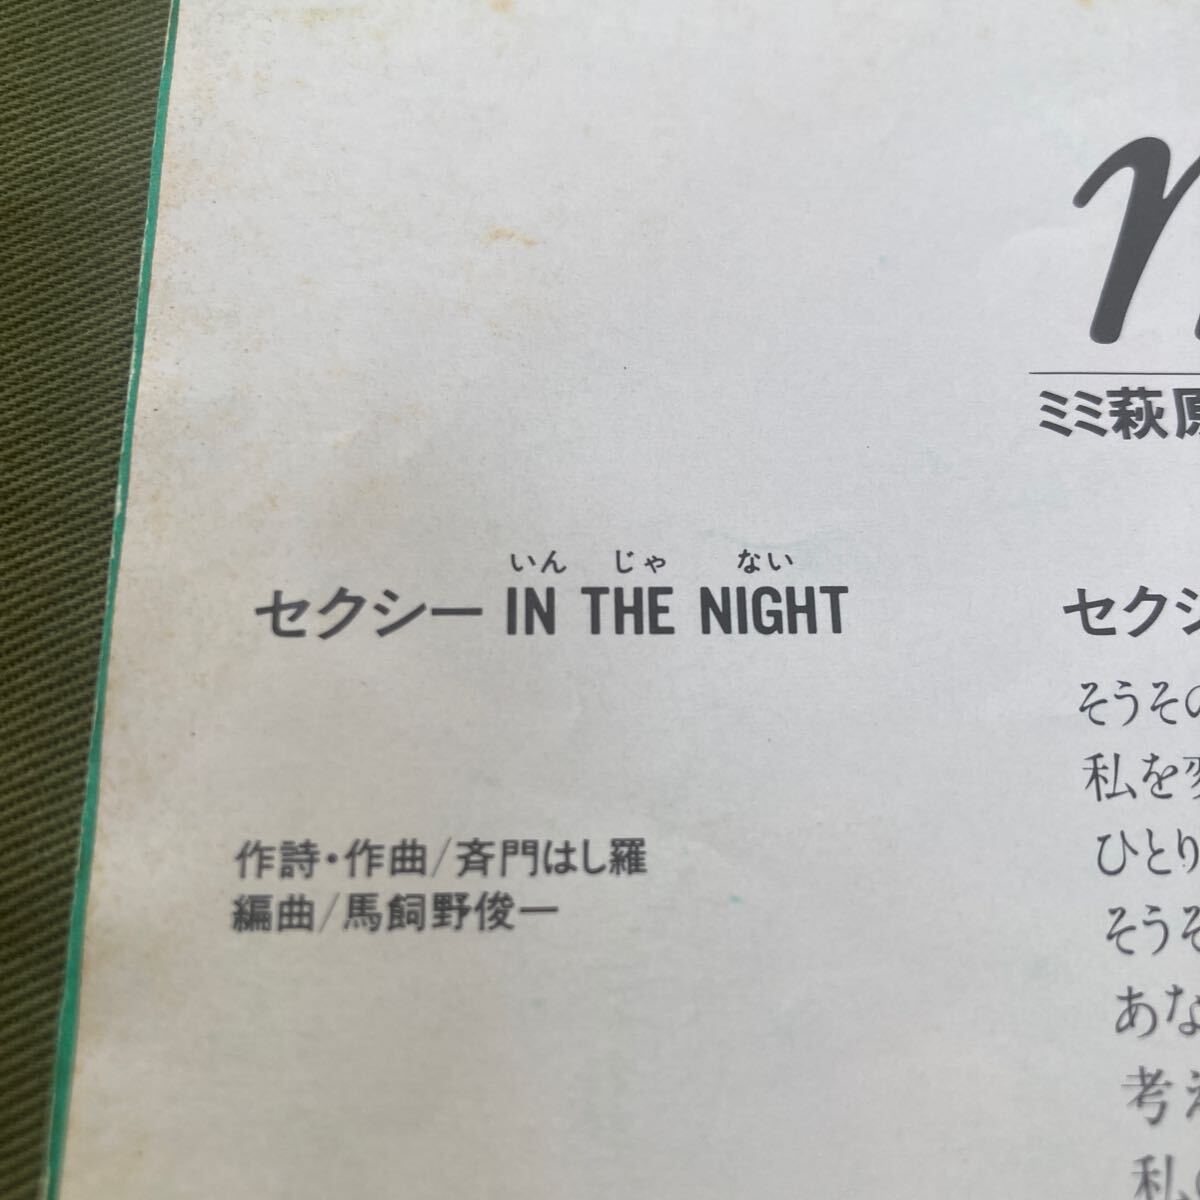 ミミ萩原
いん じゃ ない
セクシー IN THE NIGHT
作詩・作曲/斉門はし羅
編曲/馬飼野俊一
セクシ
そうその
私を変
ひとり
そうそ
あな
考え
私